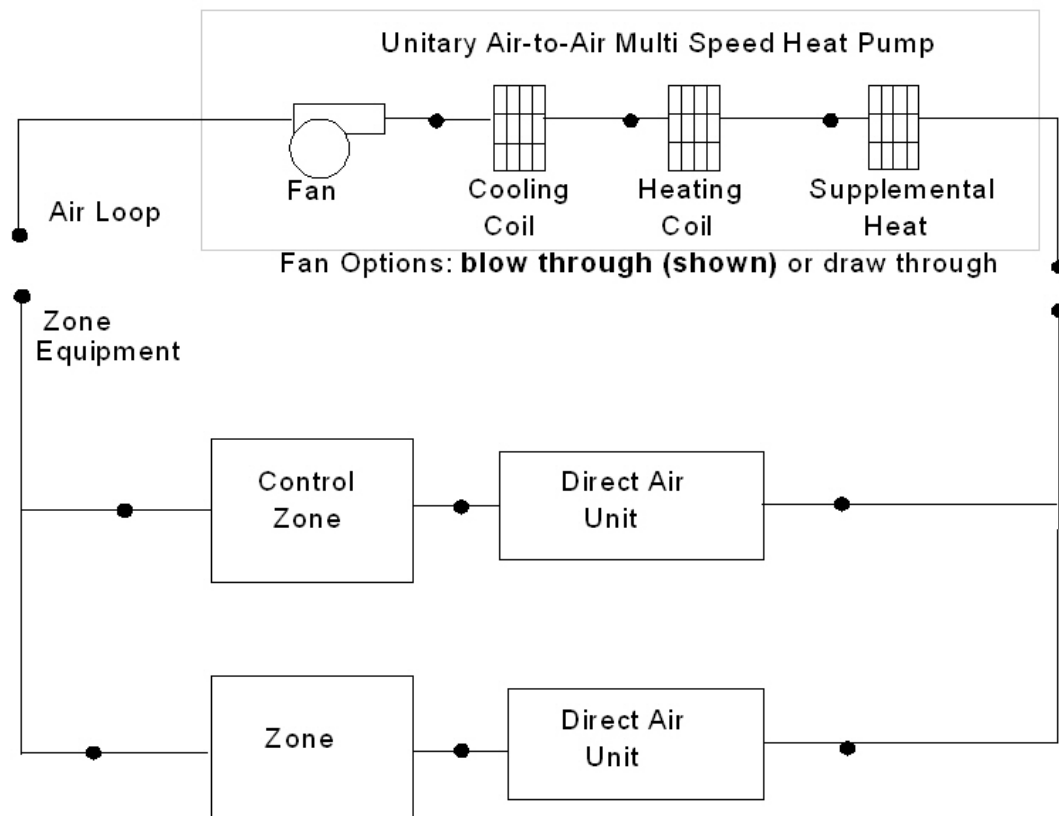 Unitary Air-to-Air Multi Speed Heat Pump
Fan
Cooling
Coil
Heating
Coil
Supplemental
Heat
Air Loop
Fan Options: blow through (shown) or draw through
Zone
Equipment
Control
Zone
Direct Air
Unit
Zone
Direct Air
Unit